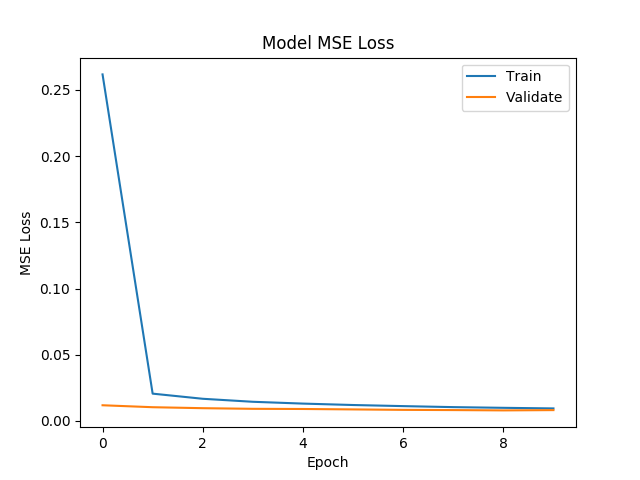 Model MSE Loss
Train
Validate
0.25
0.20
0.15
0.10
0.05
0.00
MSE Loss
0 2 4 6 8
Epoch